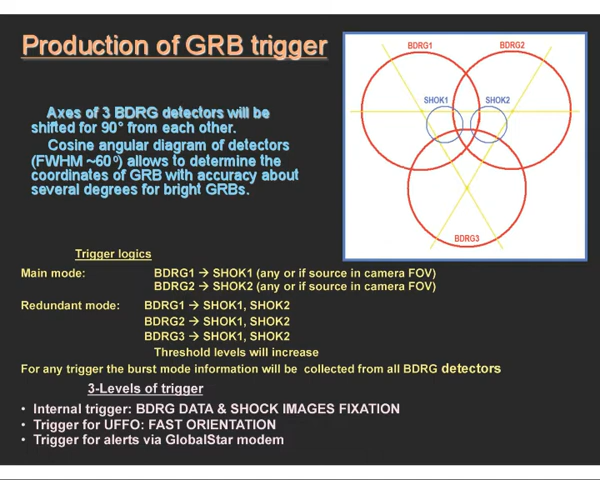 Production of GRB trigger
Axes of 3 BDRG detectors will be
shifted for 90° from each other.
Cosine angular diagram of detectors
(FWHM ~60°) allows to determine the
coordinates of GRB with accuracy about
several degrees for bright GRBs.
BDRG1
BDRG2
SHOK1
SHOK2
BDRG3
Trigger logics
Main mode: BDRG1 → SHOK1 (any or if source in camera FOV)
BDRG2 → SHOK2 (any or if source in camera FOV)
Redundant mode: BDRG1 → SHOK1, SHOK2
BDRG2 → SHOK1, SHOK2
BDRG3 → SHOK1, SHOK2
Threshold levels will increase
For any trigger the burst mode information will be collected from all BDRG detectors
3-Levels of trigger
• Internal trigger: BDRG DATA & SHOCK IMAGES FIXATION
• Trigger for UFFO: FAST ORIENTATION
• Trigger for alerts via GlobalStar modem